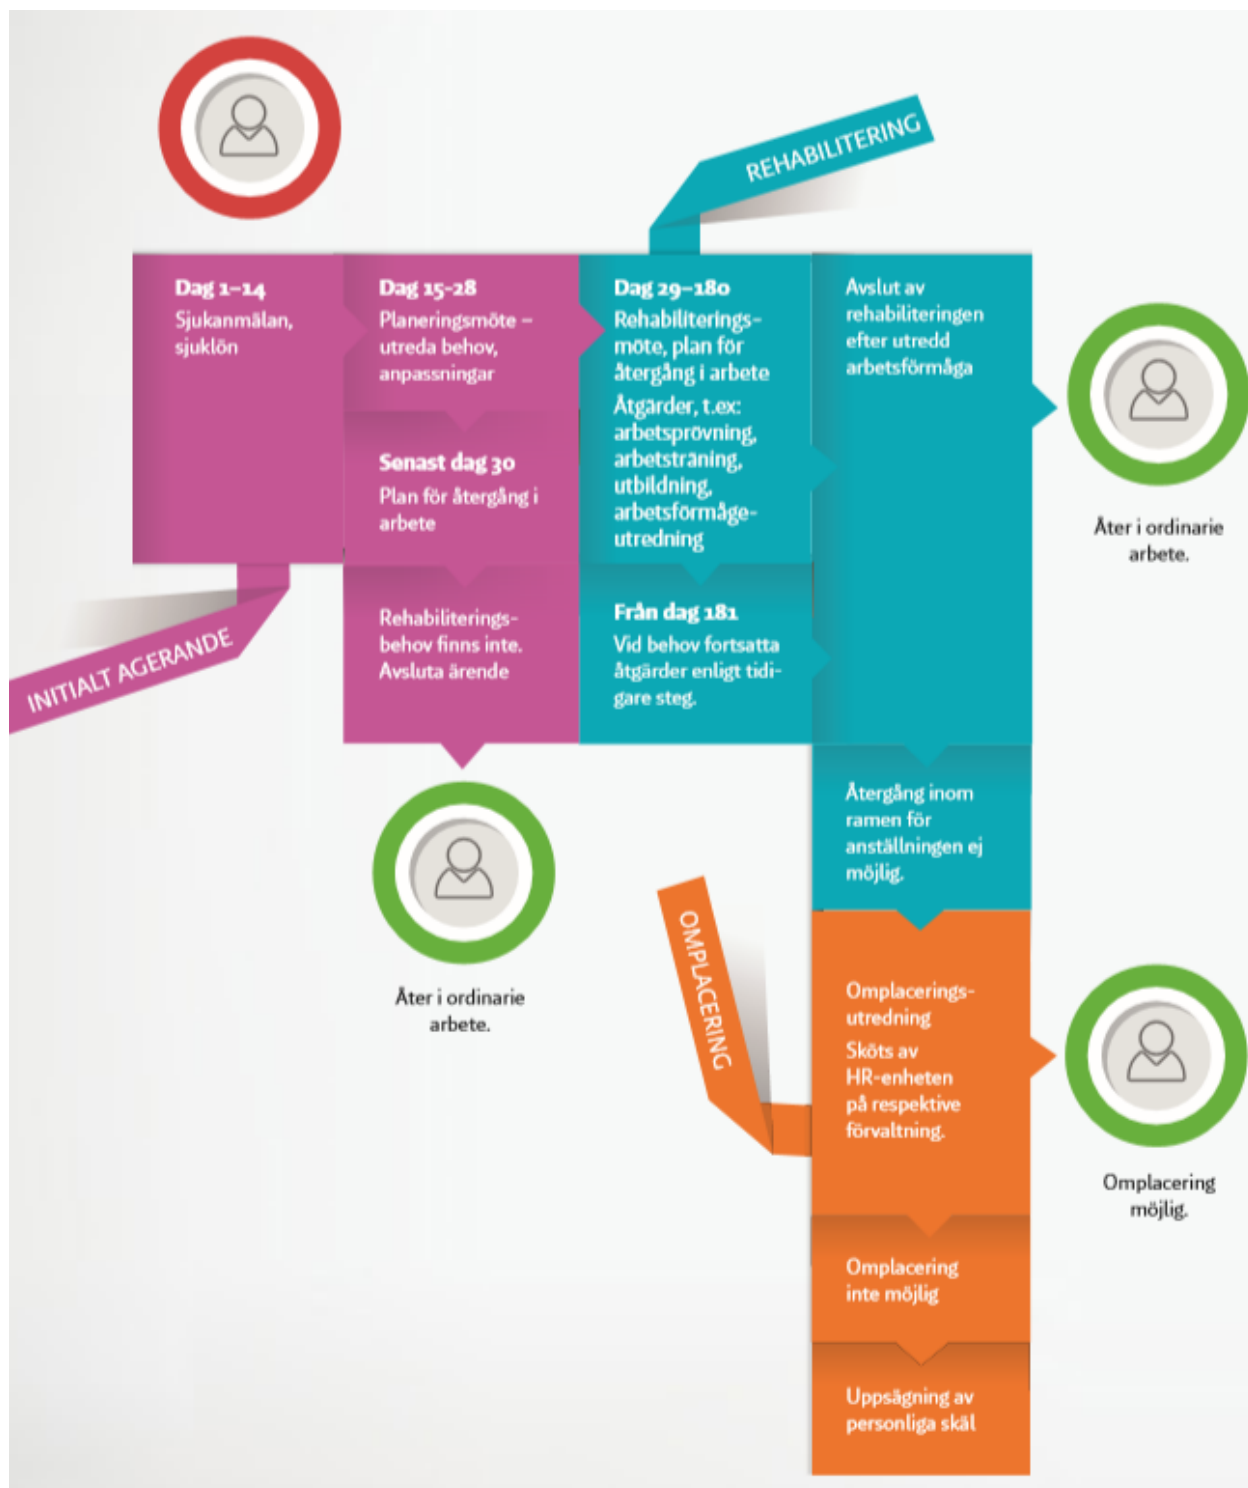 REHABILITERING
Dag 1–14
Sjukanmälan,
sjuklön
Dag 15-28
Planeringsmöte –
utreda behov,
anpassningar
Senast dag 30
Plan för återgång i
arbete
Rehabiliterings-
behov finns inte.
Avsluta ärende
INITIALT AGERANDE
Åter i ordinarie
arbete.
Dag 29–180
Rehabiliterings-
möte, plan för
återgång i arbete
Åtgärder, t.ex:
arbetsprövning,
arbetsträning,
utbildning,
arbetsförmåge-
utredning
Från dag 181
Vid behov fortsatta
åtgärder enligt tidi-
gare steg.
Avslut av
rehabiliteringen
efter utredd
arbetsförmåga
Åter i ordinarie
arbete.
Återgång inom
ramen för
anställningen ej
möjlig.
OMPLACERING
Omplacerings-
utredning
Sköts av
HR-enheten
på respektive
förvaltning.
Omplacering
möjlig.
Omplacering
inte möjlig
Uppsägning av
personliga skäl